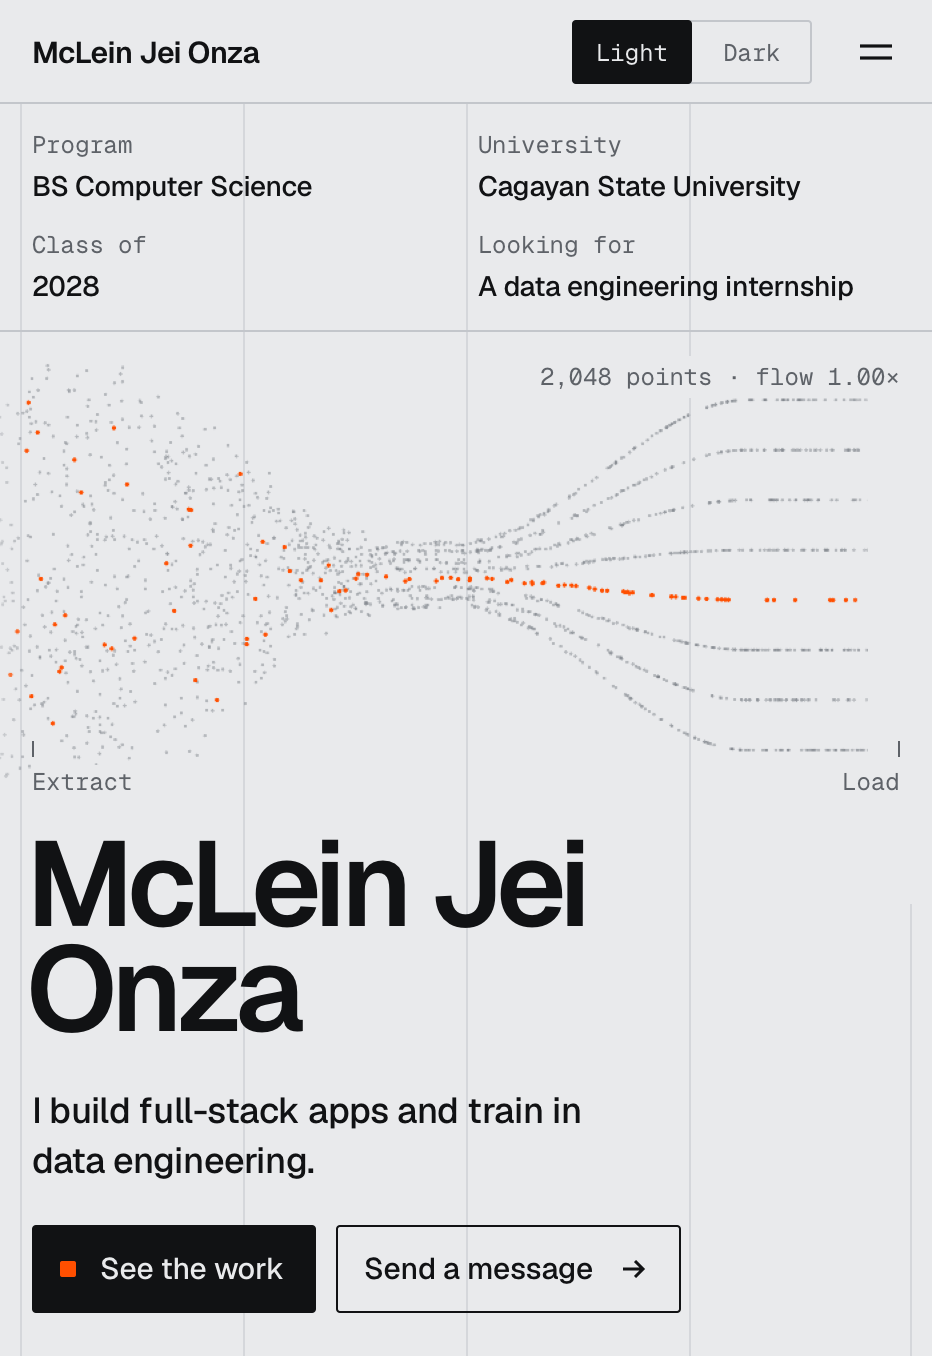 McLein Jei Onza
Light Dark
Program
BS Computer Science
University
Cagayan State University
Class of
2028
Looking for
A data engineering internship
2,048 points · flow 1.00×
Extract
Load
McLein Jei
Onza
I build full-stack apps and train in
data engineering.
See the work
Send a message →